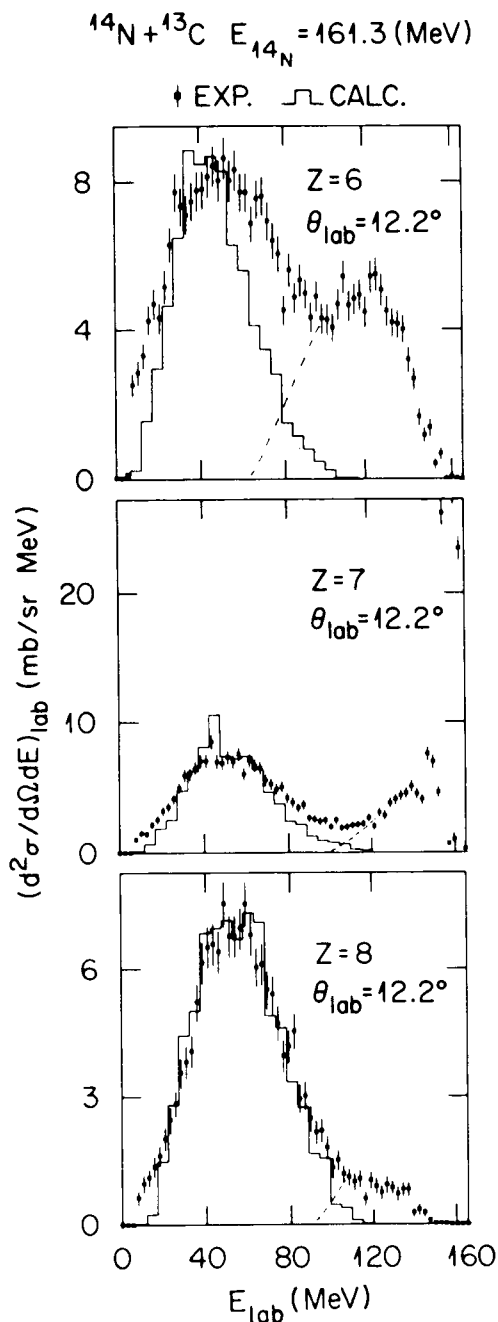 ¹⁴N + ¹³C E₁₄N = 161.3 (MeV)
EXP. CALC.
Z=6
θlab=12.2°
8
4
0
Z=7
θlab=12.2°
20
10
0
Z=8
θlab=12.2°
6
3
0
0 40 80 120 160
Elab (MeV)
(d²σ/dΩdE)lab (mb/sr MeV)